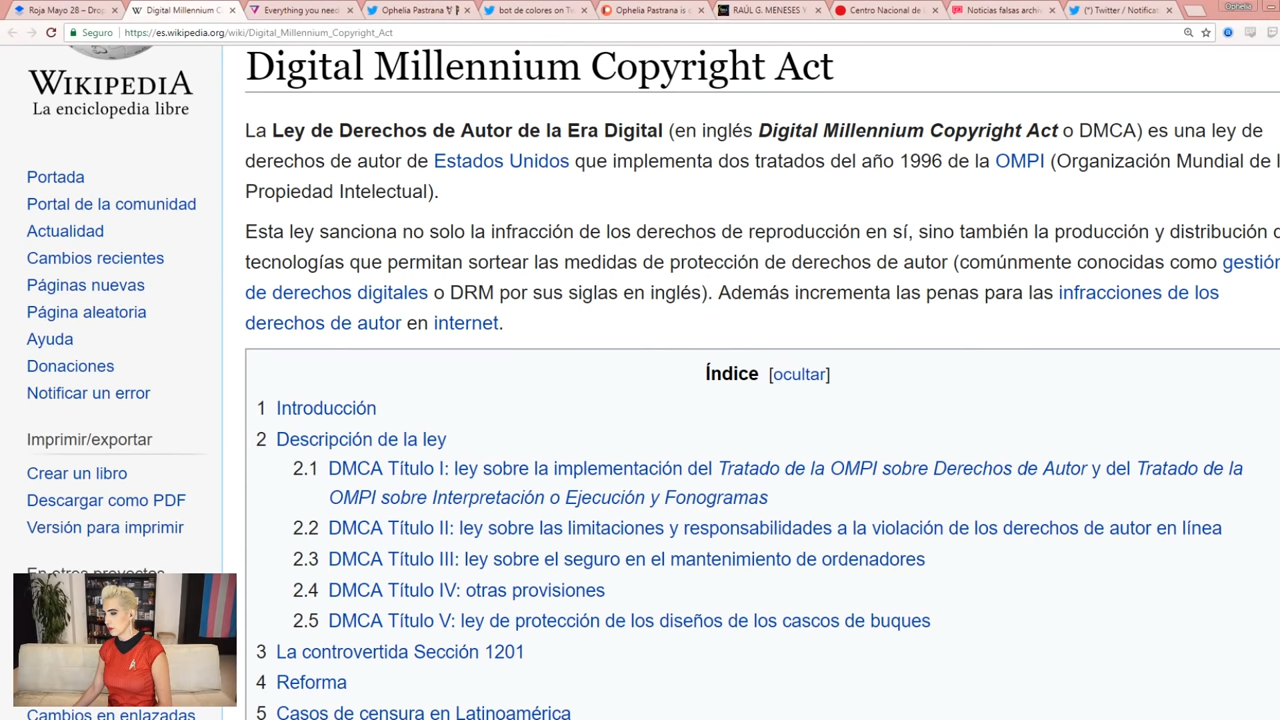 Roja Mayo 28 – Drop
Digital Millennium C
Everything you need
Ophelia Pastrana
bot de colores on Tw
Ophelia Pastrana is c
RAÚL G. MENESES Y
Centro Nacional de
Noticias falsas archiv
(*) Twitter / Notifica
Ophelia
Seguro
https://es.wikipedia.org/wiki/Digital_Millennium_Copyright_Act
WIKIPEDIA
La enciclopedia libre
Portada
Portal de la comunidad
Actualidad
Cambios recientes
Páginas nuevas
Página aleatoria
Ayuda
Donaciones
Notificar un error
Imprimir/exportar
Crear un libro
Descargar como PDF
Versión para imprimir
En otros proyectos
Cambios en enlazadas
Digital Millennium Copyright Act
La Ley de Derechos de Autor de la Era Digital (en inglés Digital Millennium Copyright Act o DMCA) es una ley de
derechos de autor de Estados Unidos que implementa dos tratados del año 1996 de la OMPI (Organización Mundial de l
Propiedad Intelectual).
Esta ley sanciona no solo la infracción de los derechos de reproducción en sí, sino también la producción y distribución d
tecnologías que permitan sortear las medidas de protección de derechos de autor (comúnmente conocidas como gestión
de derechos digitales o DRM por sus siglas en inglés). Además incrementa las penas para las infracciones de los
derechos de autor en internet.
Índice [ocultar]
1 Introducción
2 Descripción de la ley
2.1 DMCA Título I: ley sobre la implementación del Tratado de la OMPI sobre Derechos de Autor y del Tratado de la
OMPI sobre Interpretación o Ejecución y Fonogramas
2.2 DMCA Título II: ley sobre las limitaciones y responsabilidades a la violación de los derechos de autor en línea
2.3 DMCA Título III: ley sobre el seguro en el mantenimiento de ordenadores
2.4 DMCA Título IV: otras provisiones
2.5 DMCA Título V: ley de protección de los diseños de los cascos de buques
3 La controvertida Sección 1201
4 Reforma
5 Casos de censura en Latinoamérica